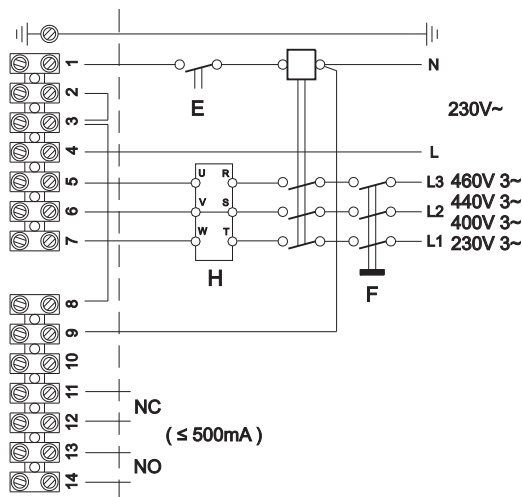 1
N
E
2
230V~
3
4
L
5
U
R
L3
460V 3~
440V 3~
6
V
S
L2
400V 3~
7
W
T
L1
230V 3~
H
F
8
9
10
11
NC
12
( ≤ 500mA )
13
NO
14